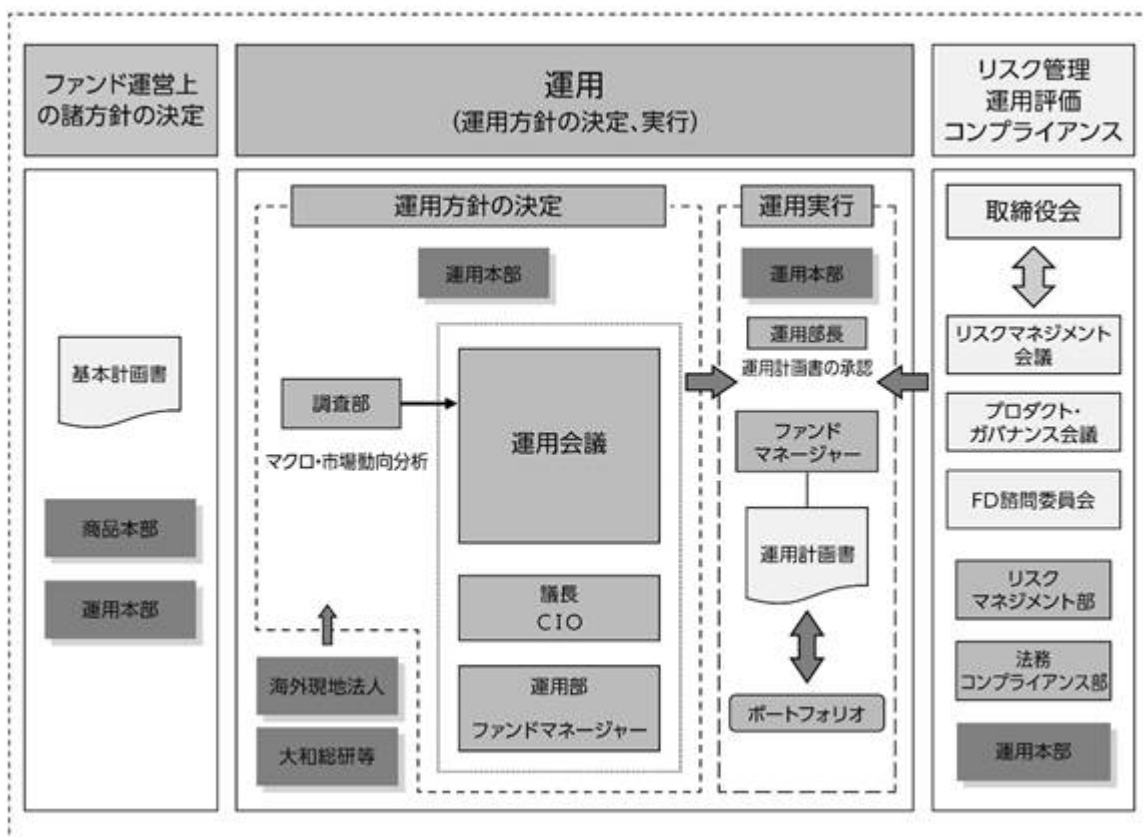 ファンド運営上
の諸方針の決定
運用
(運用方針の決定、実行)
リスク管理
運用評価
コンプライアンス
基本計画書
商品本部
運用本部
運用方針の決定
運用本部
調査部
マクロ・市場動向分析
運用会議
議長
CIO
運用部
ファンドマネージャー
海外現地法人
大和総研等
運用実行
運用本部
運用部長
運用計画書の承認
ファンド
マネージャー
運用計画書
ポートフォリオ
取締役会
リスクマネジメント
会議
プロダクト・
ガバナンス会議
FD諮問委員会
リスク
マネジメント部
法務
コンプライアンス部
運用本部